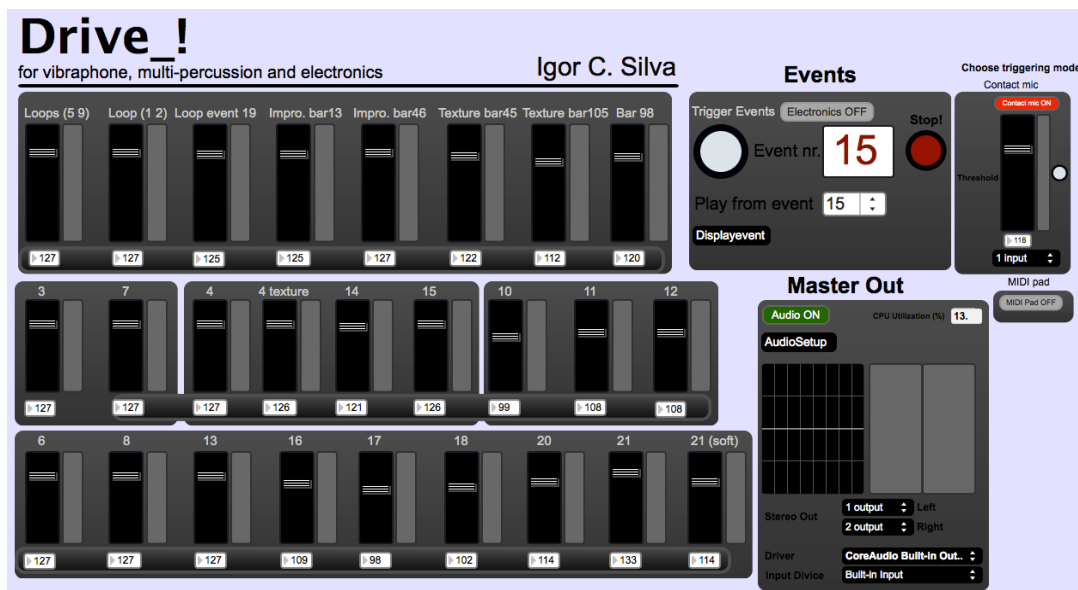 Drive_!
for vibraphone, multi-percussion and electronics
Igor C. Silva
Loops (5 9) Loop (1 2) Loop event 19 Impro. bar13 Impro. bar46 Texture bar45 Texture bar105 Bar 98
127 127 125 125 127 122 112 120
3 7 4 4 texture 14 15 10 11 12
127 127 127 126 121 126 99 108 108
6 8 13 16 17 18 20 21 21 (soft)
127 127 127 109 98 102 114 133 114
Events
Trigger Events Electronics OFF
Stop!
Event nr. 15
Play from event 15
Displayevent
Choose triggering mode
Contact mic
Contact mic ON
Threshold
118
1 input
MIDI pad
MIDI Pad OFF
Master Out
Audio ON CPU Utilization (%) 13.
AudioSetup
Stereo Out
1 output Left
2 output Right
Driver CoreAudio Built-in Out..
Input Divice Built-in Input